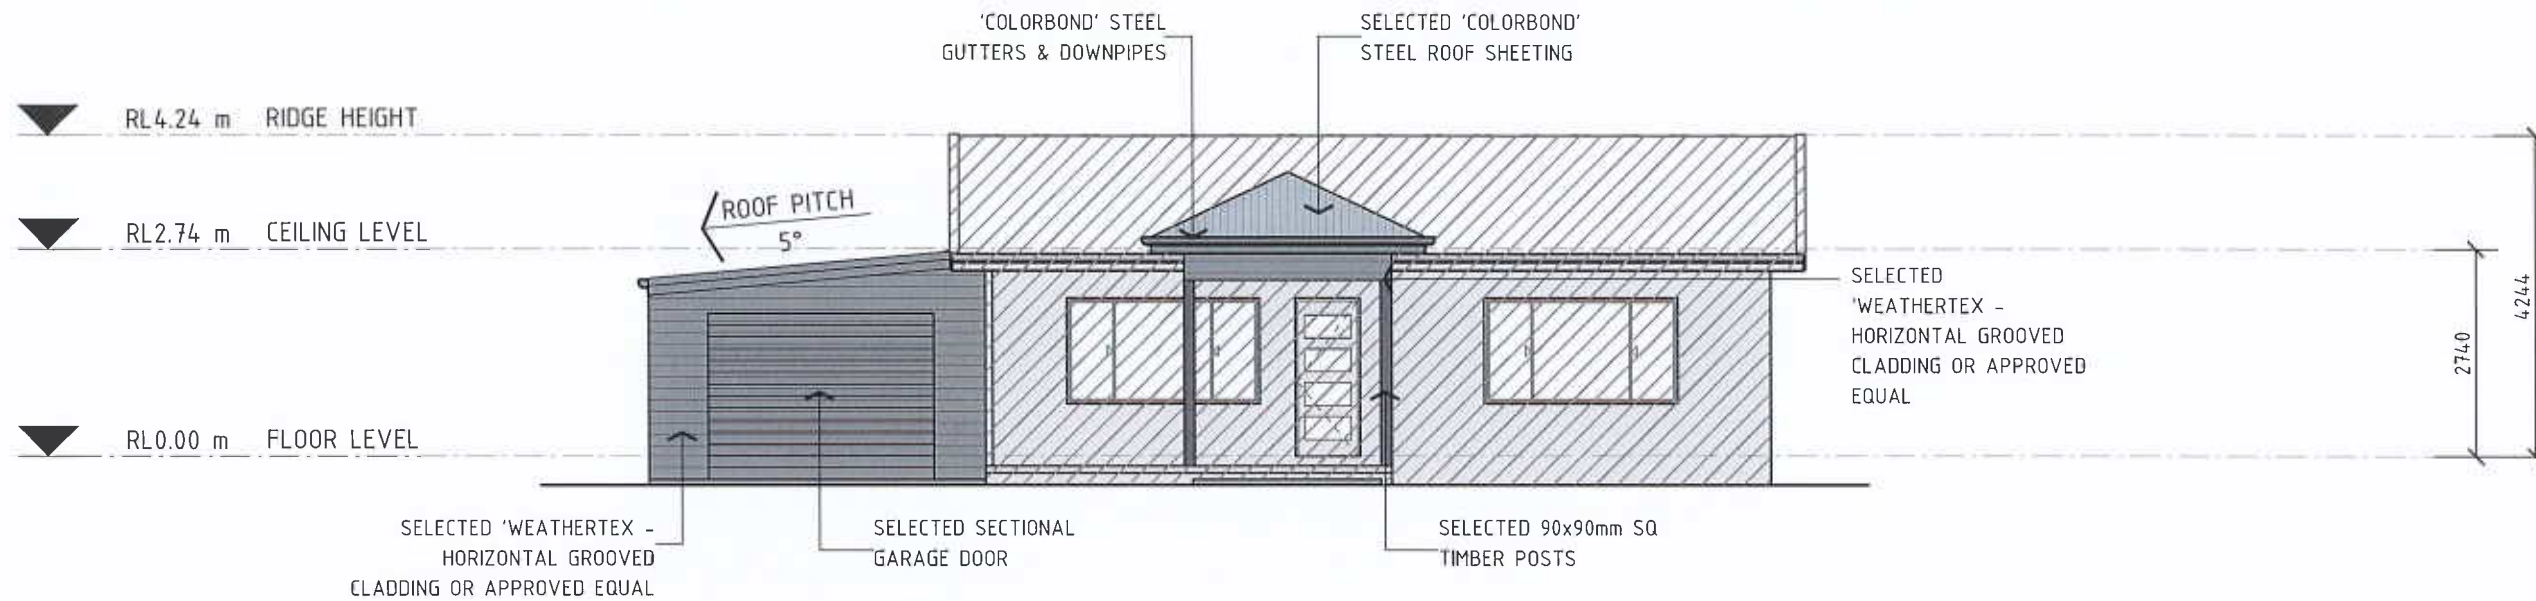 'COLORBOND' STEEL
GUTTERS & DOWNPIPES
SELECTED 'COLORBOND'
STEEL ROOF SHEETING
RL4.24 m RIDGE HEIGHT
ROOF PITCH
5°
RL2.74 m CEILING LEVEL
SELECTED
'WEATHERTEX -
HORIZONTAL GROOVED
CLADDING OR APPROVED
EQUAL
2740
4244
RL0.00 m FLOOR LEVEL
SELECTED 'WEATHERTEX -
HORIZONTAL GROOVED
CLADDING OR APPROVED EQUAL
SELECTED SECTIONAL
GARAGE DOOR
SELECTED 90x90mm SQ
TIMBER POSTS